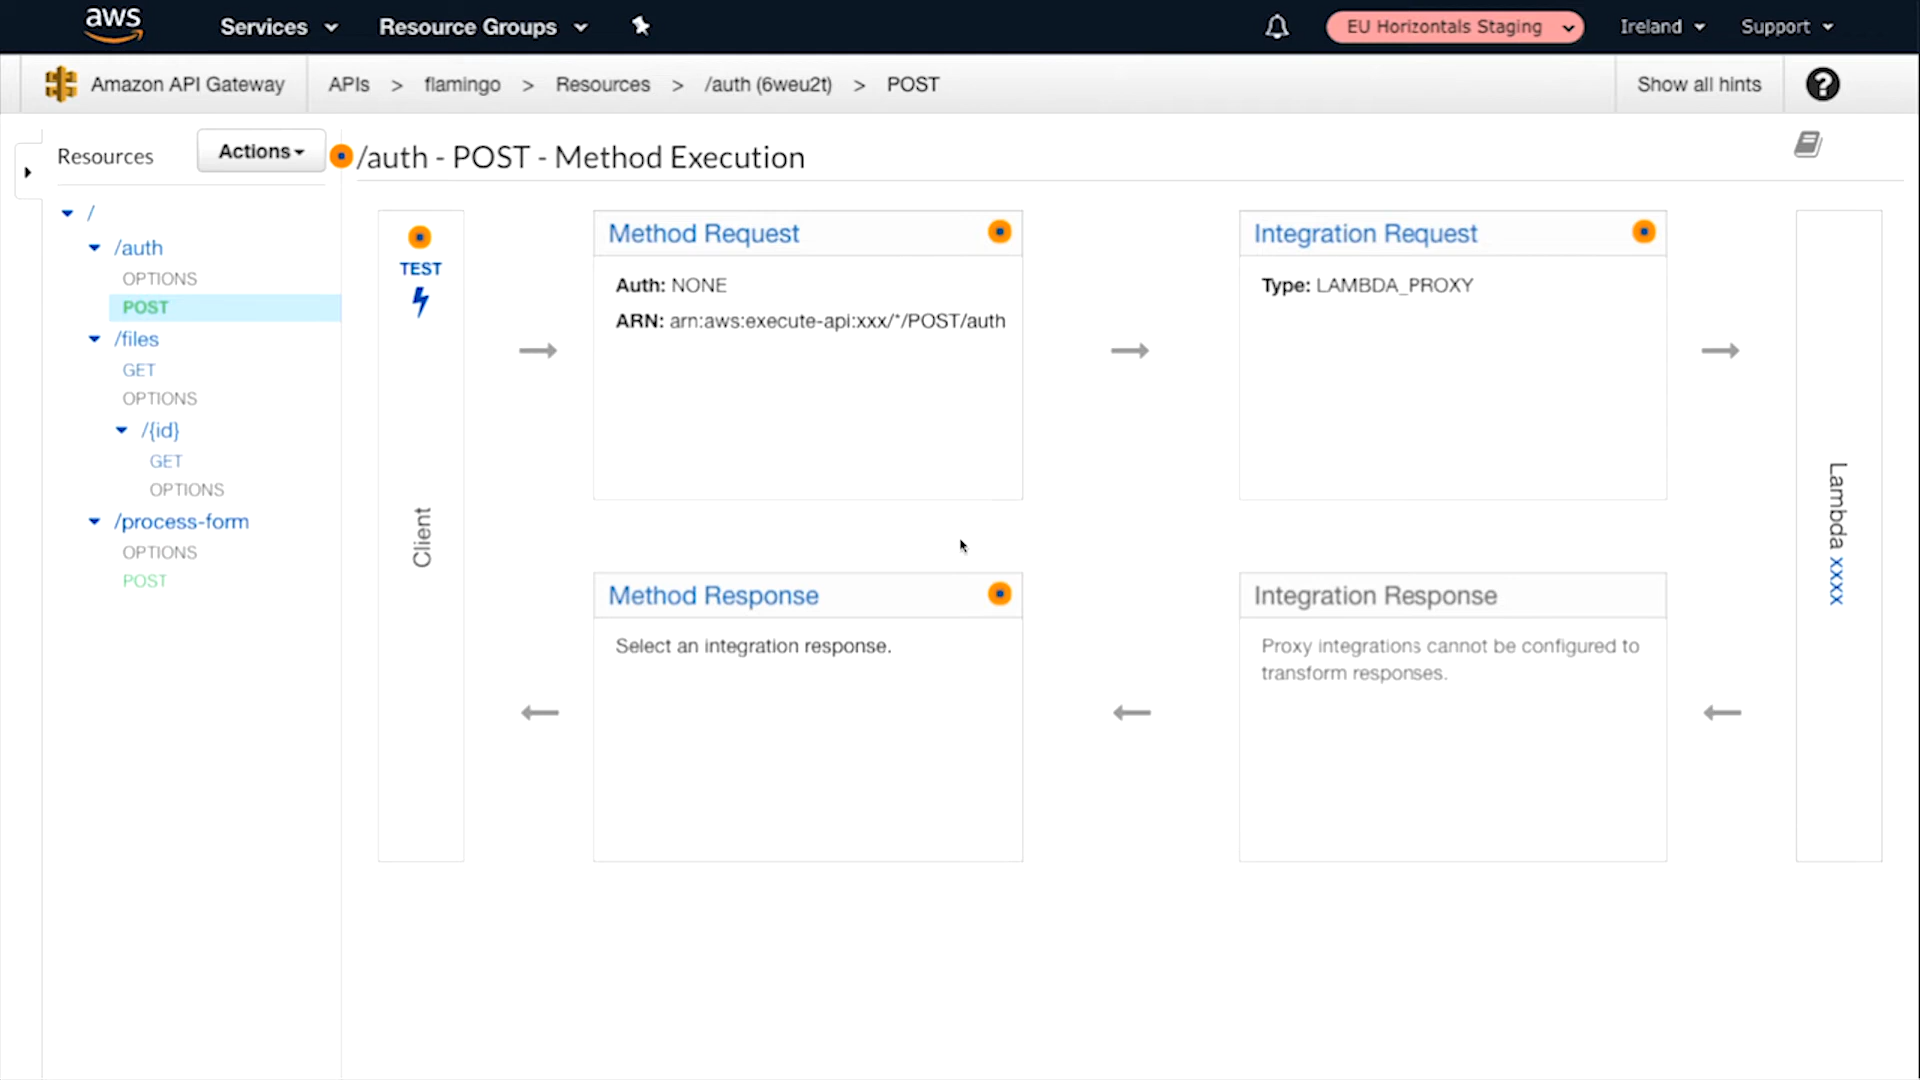 aws Services Resource Groups EU Horizontals Staging Ireland Support
Amazon API Gateway APIs > flamingo > Resources > /auth (6weu2t) > POST Show all hints ?
Resources Actions /auth - POST - Method Execution
/
/auth
OPTIONS
POST
/files
GET
OPTIONS
/{id}
GET
OPTIONS
/process-form
OPTIONS
POST
TEST
Client
Method Request
Auth: NONE
ARN: arn:aws:execute-api:xxx/*/POST/auth
Integration Request
Type: LAMBDA_PROXY
Method Response
Select an integration response.
Integration Response
Proxy integrations cannot be configured to
transform responses.
Lambda xxxx